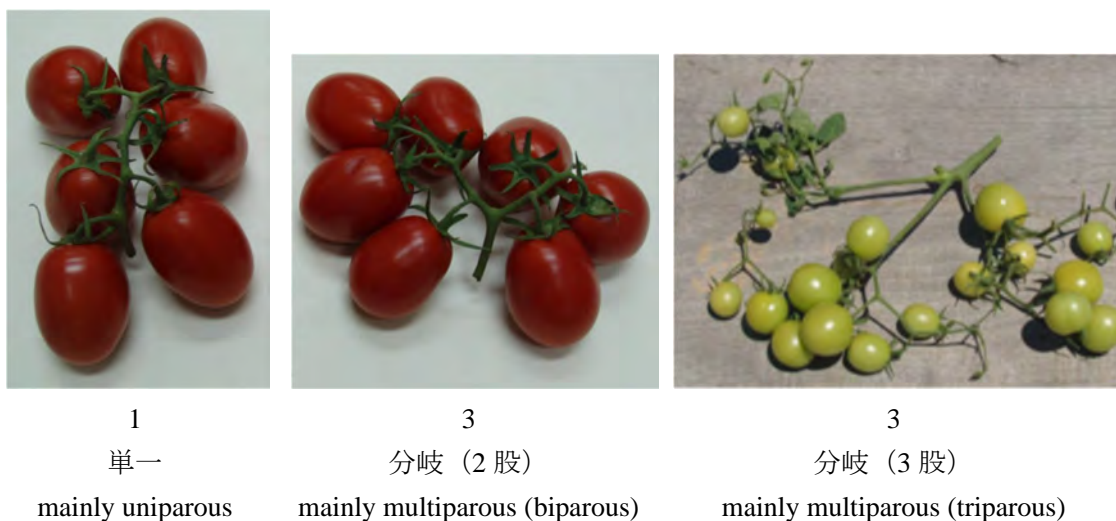 1
単一
mainly uniparous
3
分岐（2 股）
mainly multiparous (biparous)
3
分岐（3 股）
mainly multiparous (triparous)